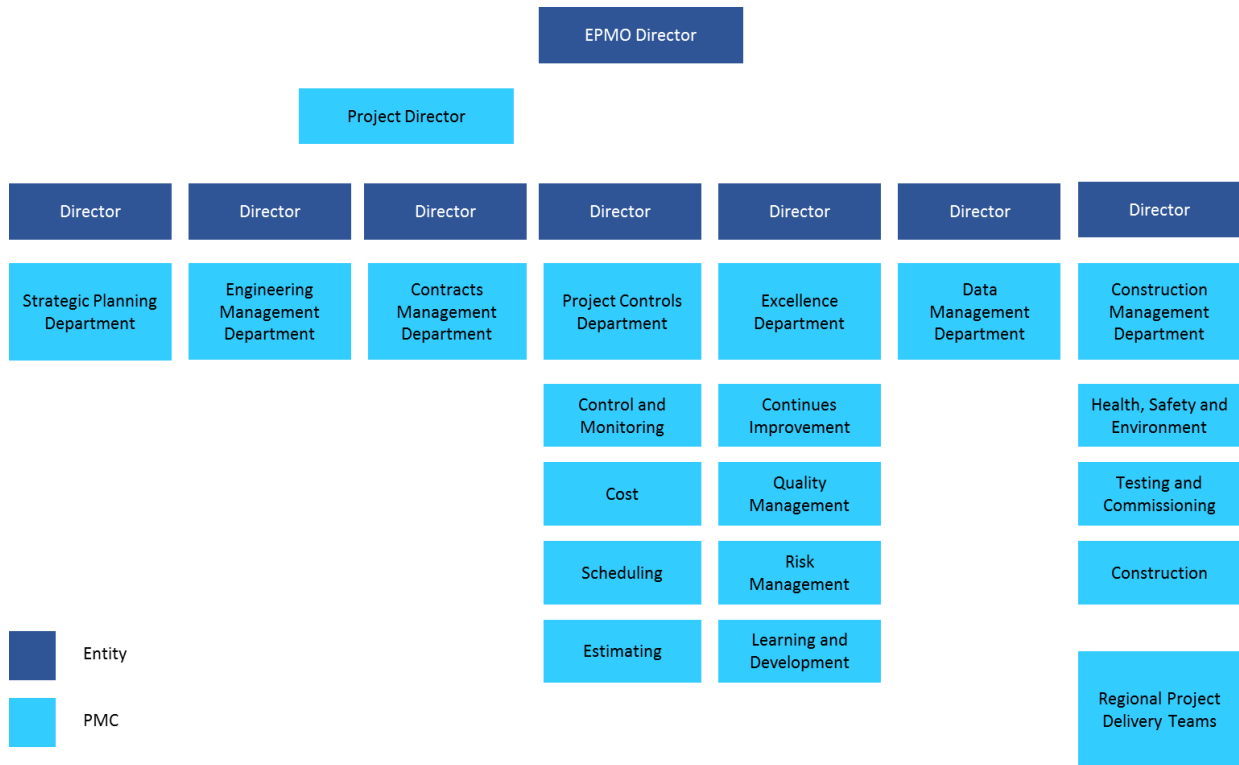 EPMO Director
Project Director
Director
Director
Director
Director
Director
Director
Director
Strategic Planning
Department
Engineering
Management
Department
Contracts
Management
Department
Project Controls
Department
Excellence
Department
Data
Management
Department
Construction
Management
Department
Control and
Monitoring
Continues
Improvement
Health, Safety and
Environment
Cost
Quality
Management
Testing and
Commissioning
Scheduling
Risk
Management
Construction
Estimating
Learning and
Development
Regional Project
Delivery Teams
Entity
PMC